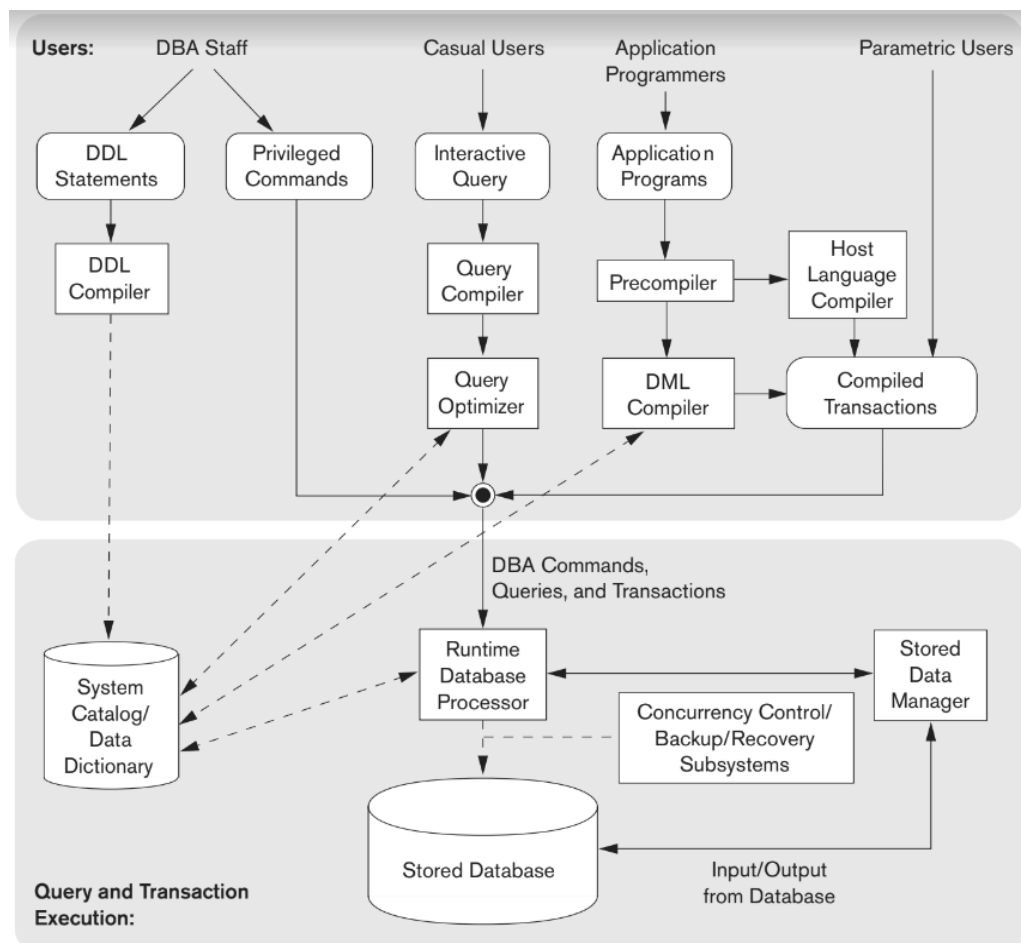 Users:
DBA Staff
Casual Users
Application
Programmers
Parametric Users
DDL
Statements
Privileged
Commands
Interactive
Query
Application
Programs
DDL
Compiler
Query
Compiler
Precompiler
Host
Language
Compiler
Query
Optimizer
DML
Compiler
Compiled
Transactions
DBA Commands,
Queries, and Transactions
System
Catalog/
Data
Dictionary
Runtime
Database
Processor
Stored
Data
Manager
Concurrency Control/
Backup/Recovery
Subsystems
Stored Database
Input/Output
from Database
Query and Transaction
Execution: